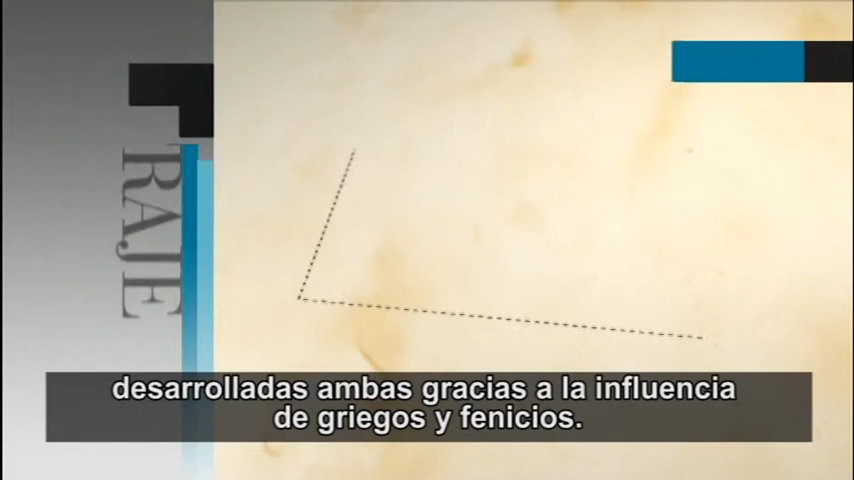 RAJE
desarrolladas ambas gracias a la influencia
de griegos y fenicios.